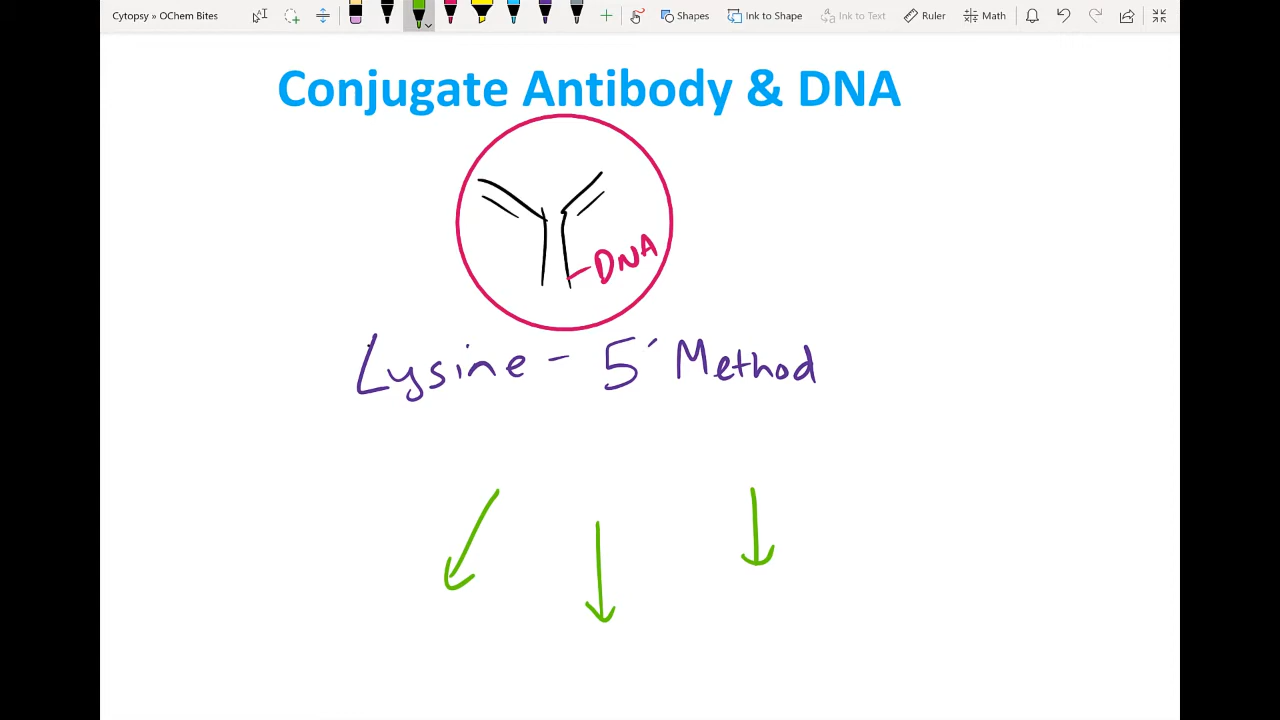 Cytopsy » OChem Bites
Shapes
Ink to Shape
Ink to Text
Ruler
Math
Conjugate Antibody & DNA
DNA
Lysine - 5' Method